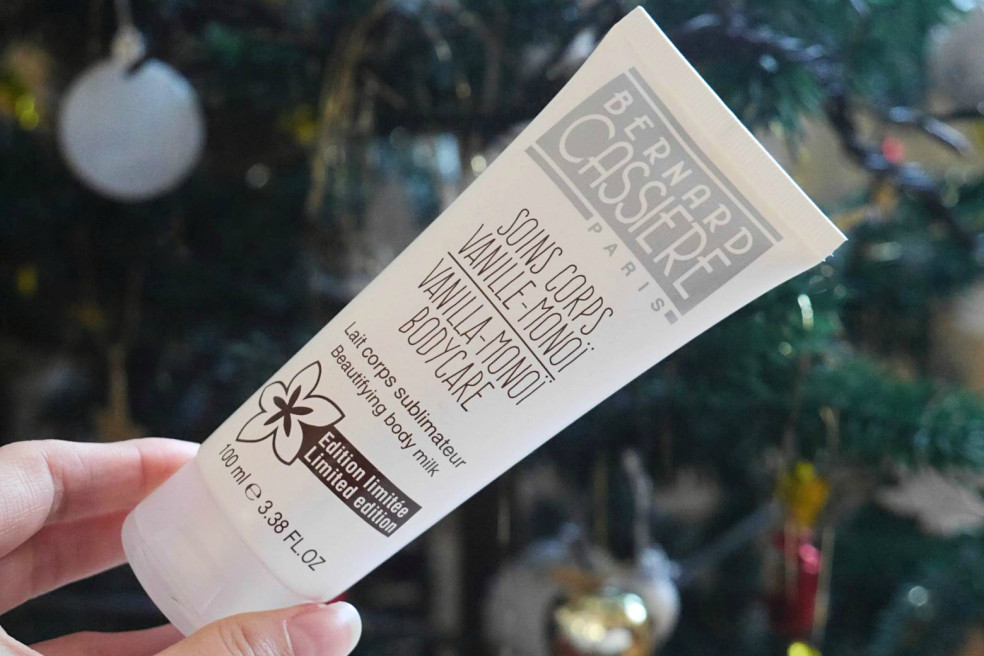 BERNARD
CASSIERE
PARIS
SOINS CORPS
VANILLE-MONOÏ
VANILLA-MONOÏ
BODYCARE
Lait corps sublimateur
Beautifying body milk
Edition limitée
Limited edition
100 ml ℮ 3.38 FL.OZ